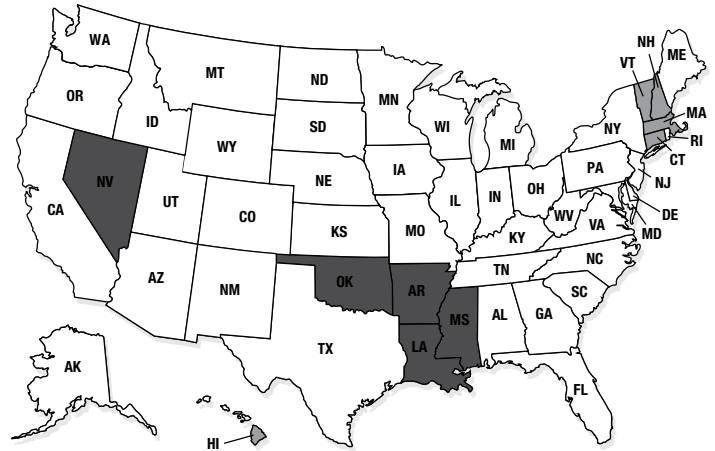 NH
ME
WA
VT
MT
ND
OR
MN
MA
ID
SD
WI
NY
RI
WY
MI
CT
IA
PA
NV
NE
NJ
OH
UT
IL
IN
CA
CO
WV
DE
VA
KS
MO
MD
KY
NC
TN
AZ
OK
NM
AR
SC
MS
AL
GA
TX
LA
AK
FL
HI